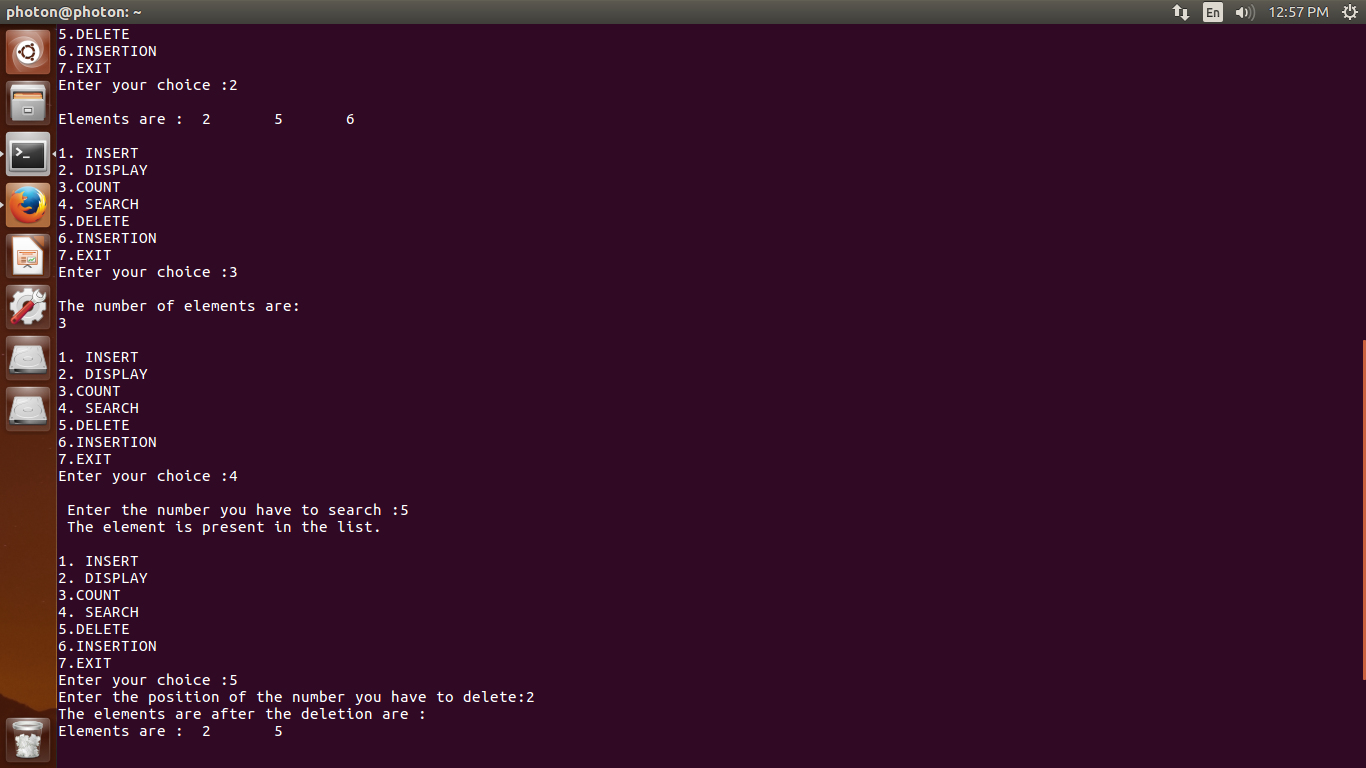 photon@photon: ~
En
12:57 PM
5.DELETE
6.INSERTION
7.EXIT
Enter your choice :2
Elements are :  2       5       6
1. INSERT
2. DISPLAY
3.COUNT
4. SEARCH
5.DELETE
6.INSERTION
7.EXIT
Enter your choice :3
The number of elements are:
3
1. INSERT
2. DISPLAY
3.COUNT
4. SEARCH
5.DELETE
6.INSERTION
7.EXIT
Enter your choice :4
Enter the number you have to search :5
The element is present in the list.
1. INSERT
2. DISPLAY
3.COUNT
4. SEARCH
5.DELETE
6.INSERTION
7.EXIT
Enter your choice :5
Enter the position of the number you have to delete:2
The elements are after the deletion are :
Elements are :  2       5